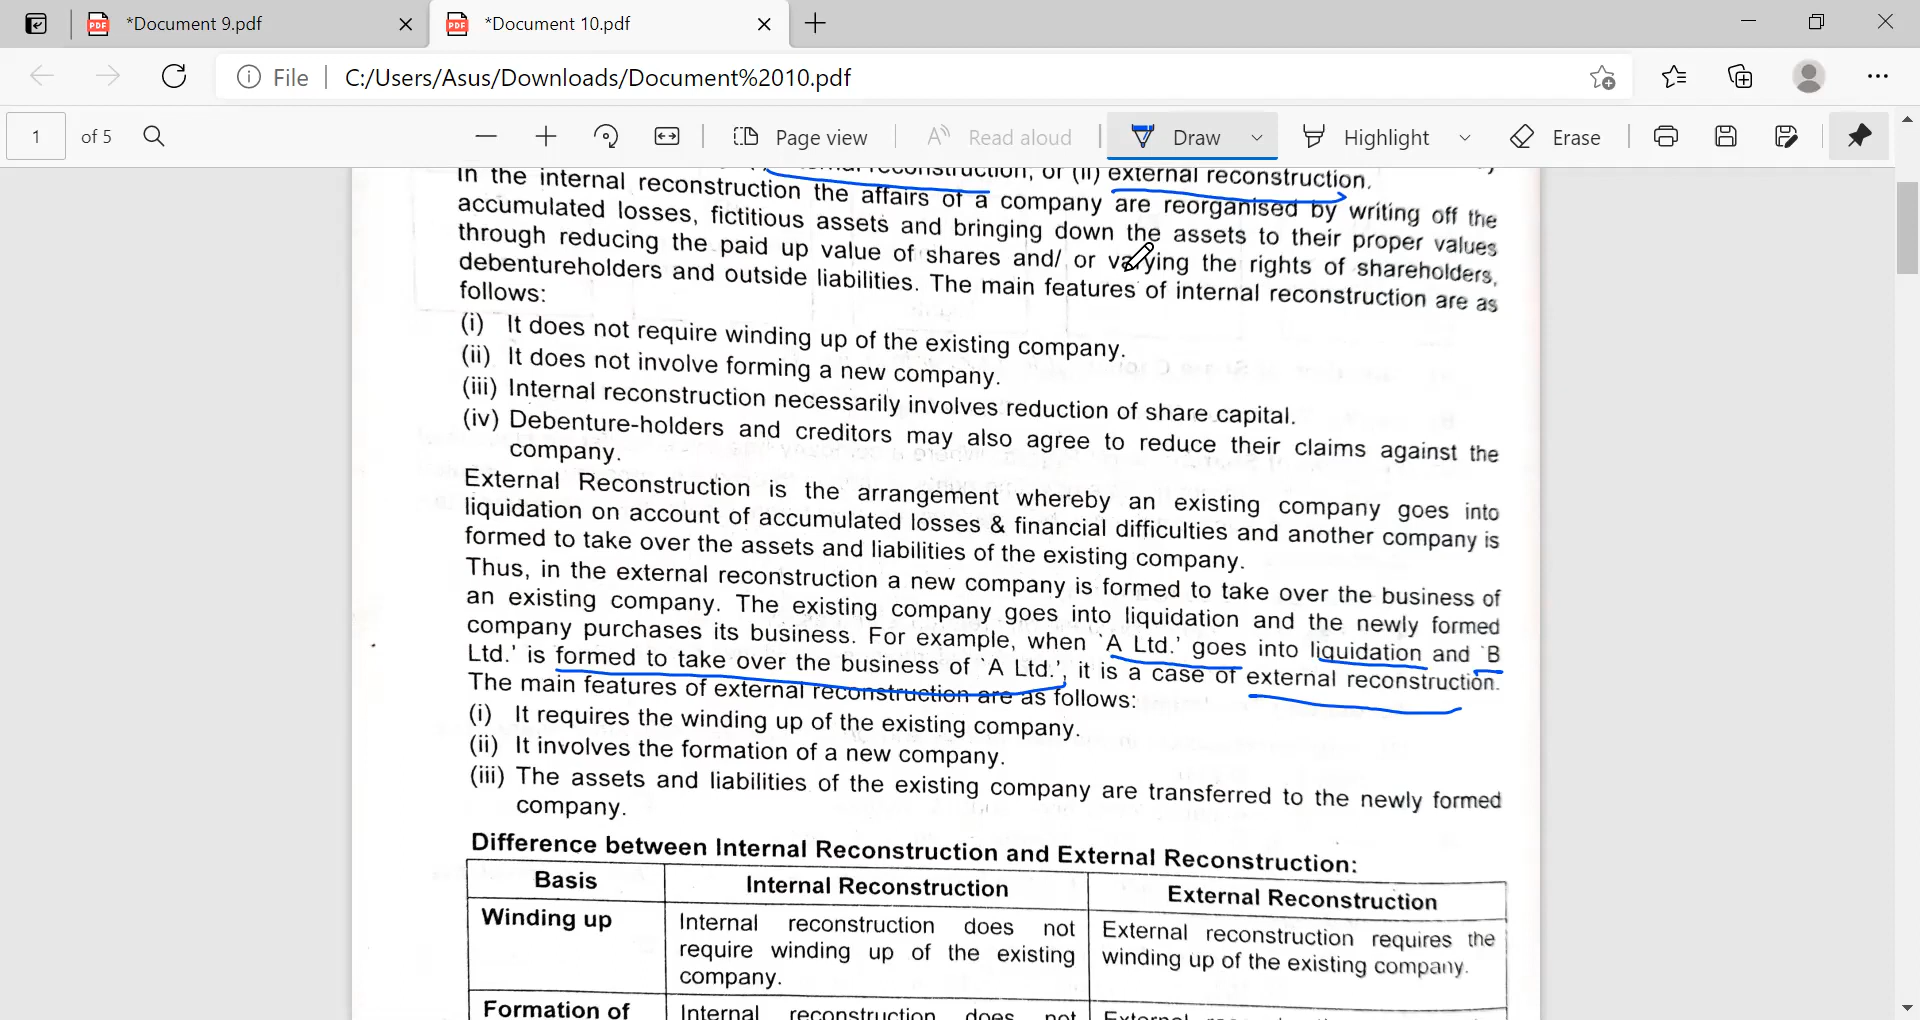 *Document 9.pdf
*Document 10.pdf
File
C:/Users/Asus/Downloads/Document%2010.pdf
1 of 5
Page view
Read aloud
Draw
Highlight
Erase
reconstruction, or (ii) external reconstruction.
In the internal reconstruction the affairs of a company are reorganised by writing off the
accumulated losses, fictitious assets and bringing down the assets to their proper values
through reducing the paid up value of shares and/ or varying the rights of shareholders,
debentureholders and outside liabilities. The main features of internal reconstruction are as
follows:
(i) It does not require winding up of the existing company.
(ii) It does not involve forming a new company.
(iii) Internal reconstruction necessarily involves reduction of share capital.
(iv) Debenture-holders and creditors may also agree to reduce their claims against the
company.
External Reconstruction is the arrangement whereby an existing company goes into
liquidation on account of accumulated losses & financial difficulties and another company is
formed to take over the assets and liabilities of the existing company.
Thus, in the external reconstruction a new company is formed to take over the business of
an existing company. The existing company goes into liquidation and the newly formed
company purchases its business. For example, when `A Ltd.' goes into liquidation and `B
Ltd.' is formed to take over the business of `A Ltd.', it is a case of external reconstruction.
The main features of external reconstruction are as follows:
(i) It requires the winding up of the existing company.
(ii) It involves the formation of a new company.
(iii) The assets and liabilities of the existing company are transferred to the newly formed
company.
Difference between Internal Reconstruction and External Reconstruction:
Basis
Internal Reconstruction
External Reconstruction
Winding up
Internal reconstruction does not
require winding up of the existing
company.
External reconstruction requires the
winding up of the existing company.
Formation of
Internal reconstruction does not